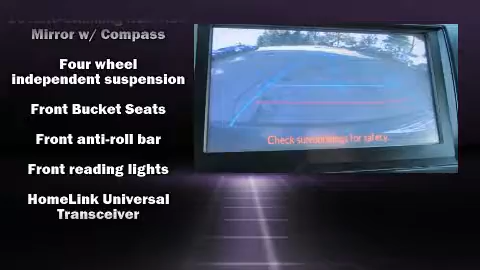 Mirror w/ Compass
Four wheel
independent suspension
Front Bucket Seats
Front anti-roll bar
Front reading lights
HomeLink Universal
Transceiver
Check surroundings for safety.